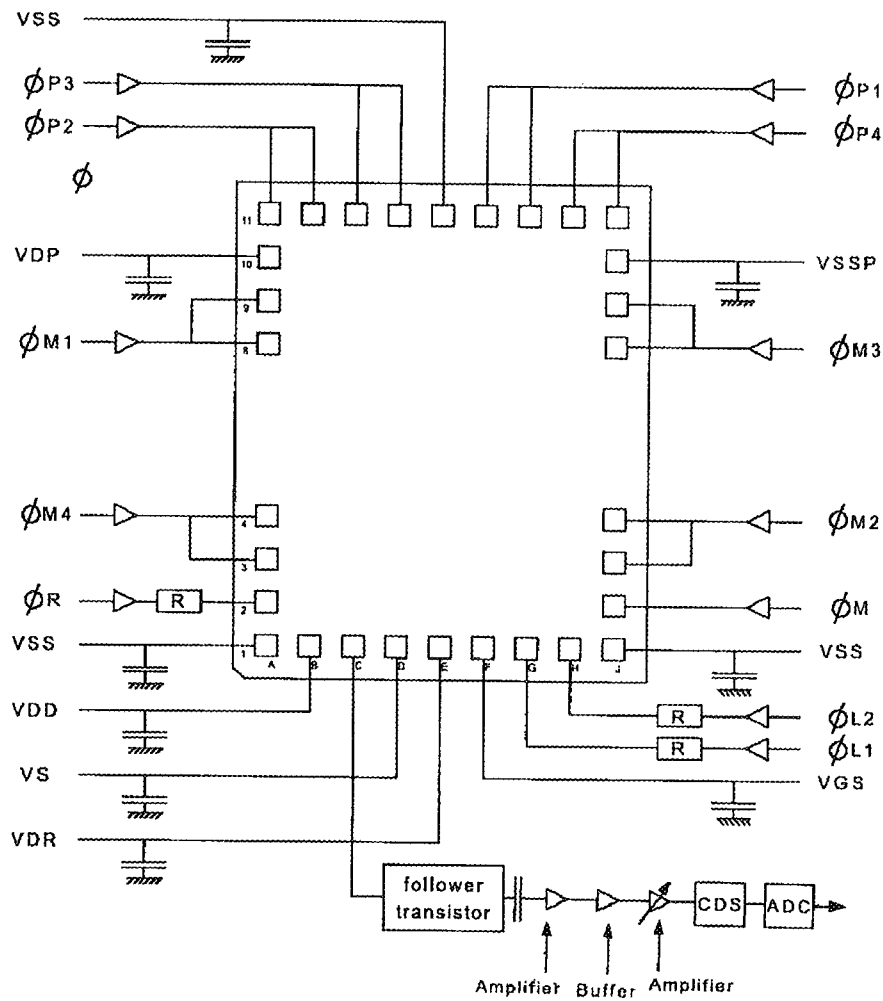 VSS
ϕP3
ϕP1
ϕP2
ϕP4
ϕ
11
VDP
10
VSSP
9
ϕM1
8
ϕM3
ϕM4
4
ϕM2
3
ϕR
R
2
ϕM
VSS
1
A
B
C
D
E
F
G
H
J
VSS
VDD
R
ϕL2
R
ϕL1
VS
VGS
VDR
follower
transistor
CDS
ADC
Amplifier
Buffer
Amplifier